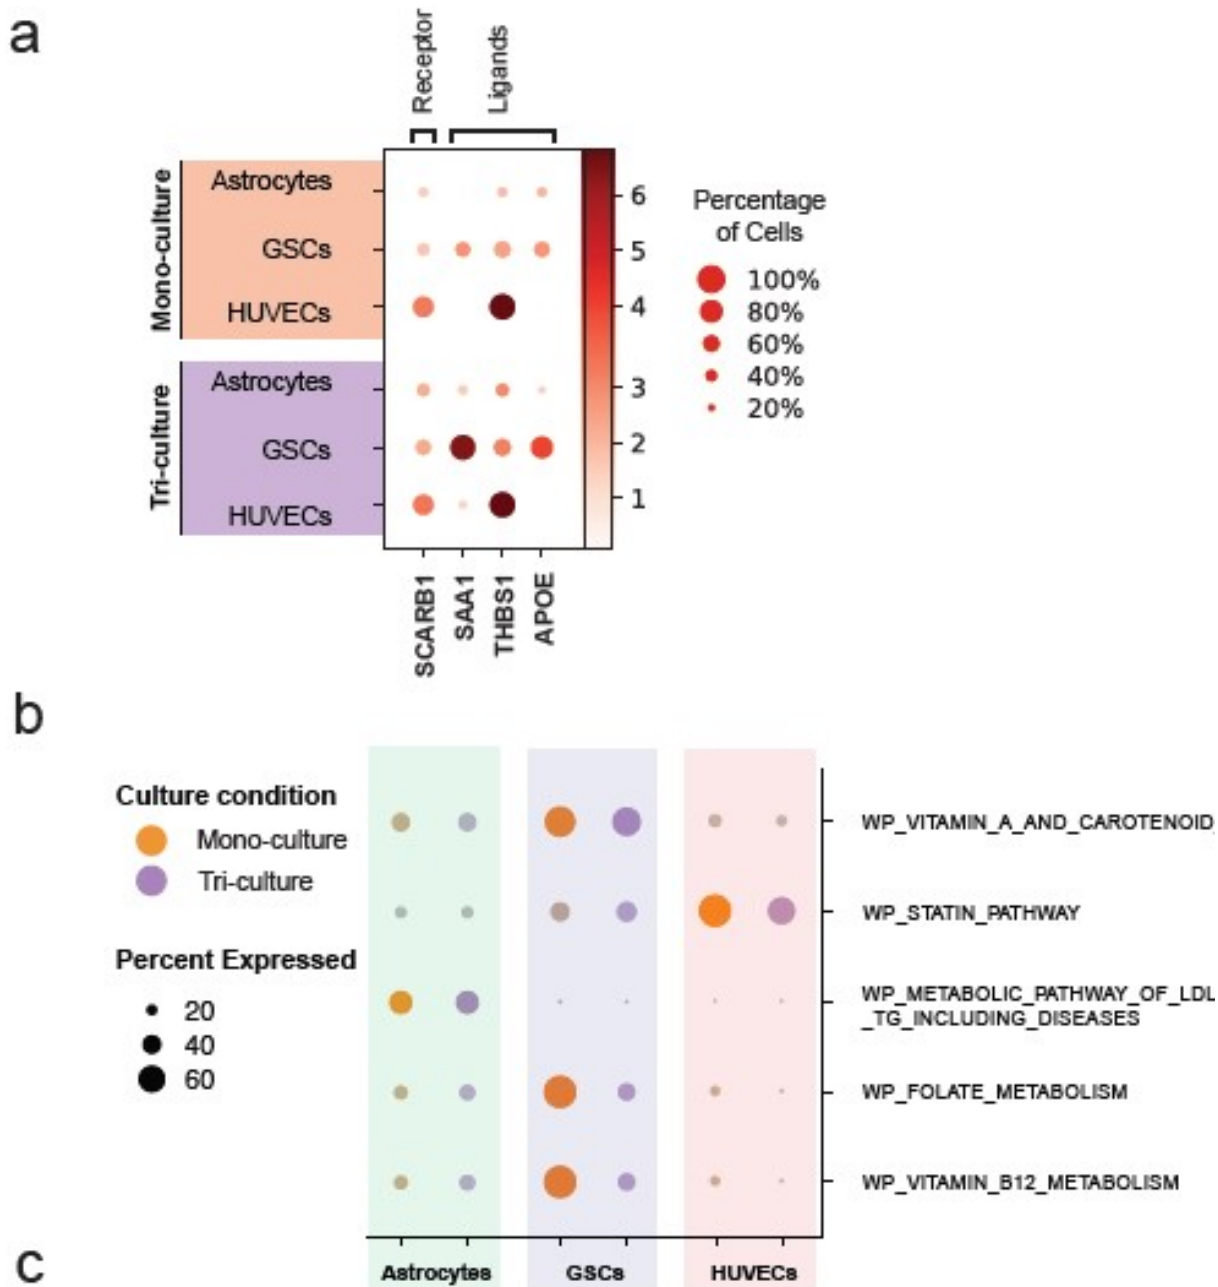 a
Receptor
Ligands
Mono-culture
Astrocytes
GSCs
HUVECs
Tri-culture
Astrocytes
GSCs
HUVECs
6
5
4
3
2
1
Percentage
of Cells
100%
80%
60%
40%
20%
SCARB1
SAA1
THBS1
APOE
b
Culture condition
Mono-culture
Tri-culture
Percent Expressed
20
40
60
WP_VITAMIN_A_AND_CAROTENOID_
WP_STATIN_PATHWAY
WP_METABOLIC_PATHWAY_OF_LDL
_TG_INCLUDING_DISEASES
WP_FOLATE_METABOLISM
WP_VITAMIN_B12_METABOLISM
Astrocytes
GSCs
HUVECs
c